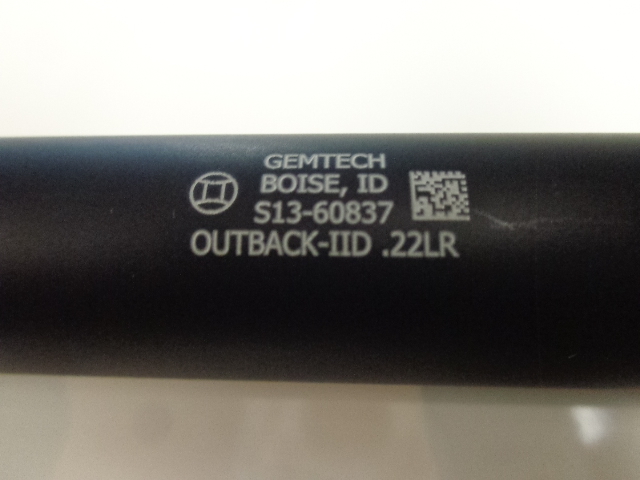 GEMTECH
BOISE, ID
S13-60837
OUTBACK-IID .22LR